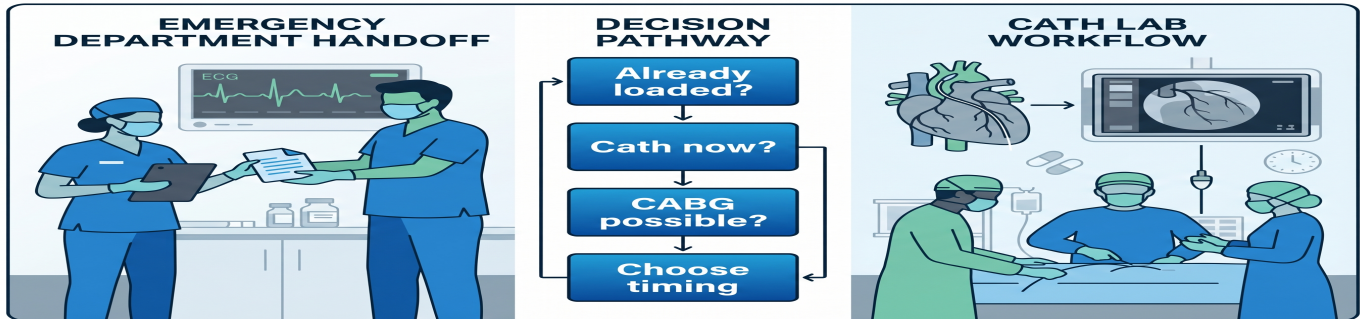 EMERGENCY
DEPARTMENT HANDOFF
ECG
DECISION
PATHWAY
Already
loaded?
Cath now?
CABG
possible?
Choose
timing
CATH LAB
WORKFLOW